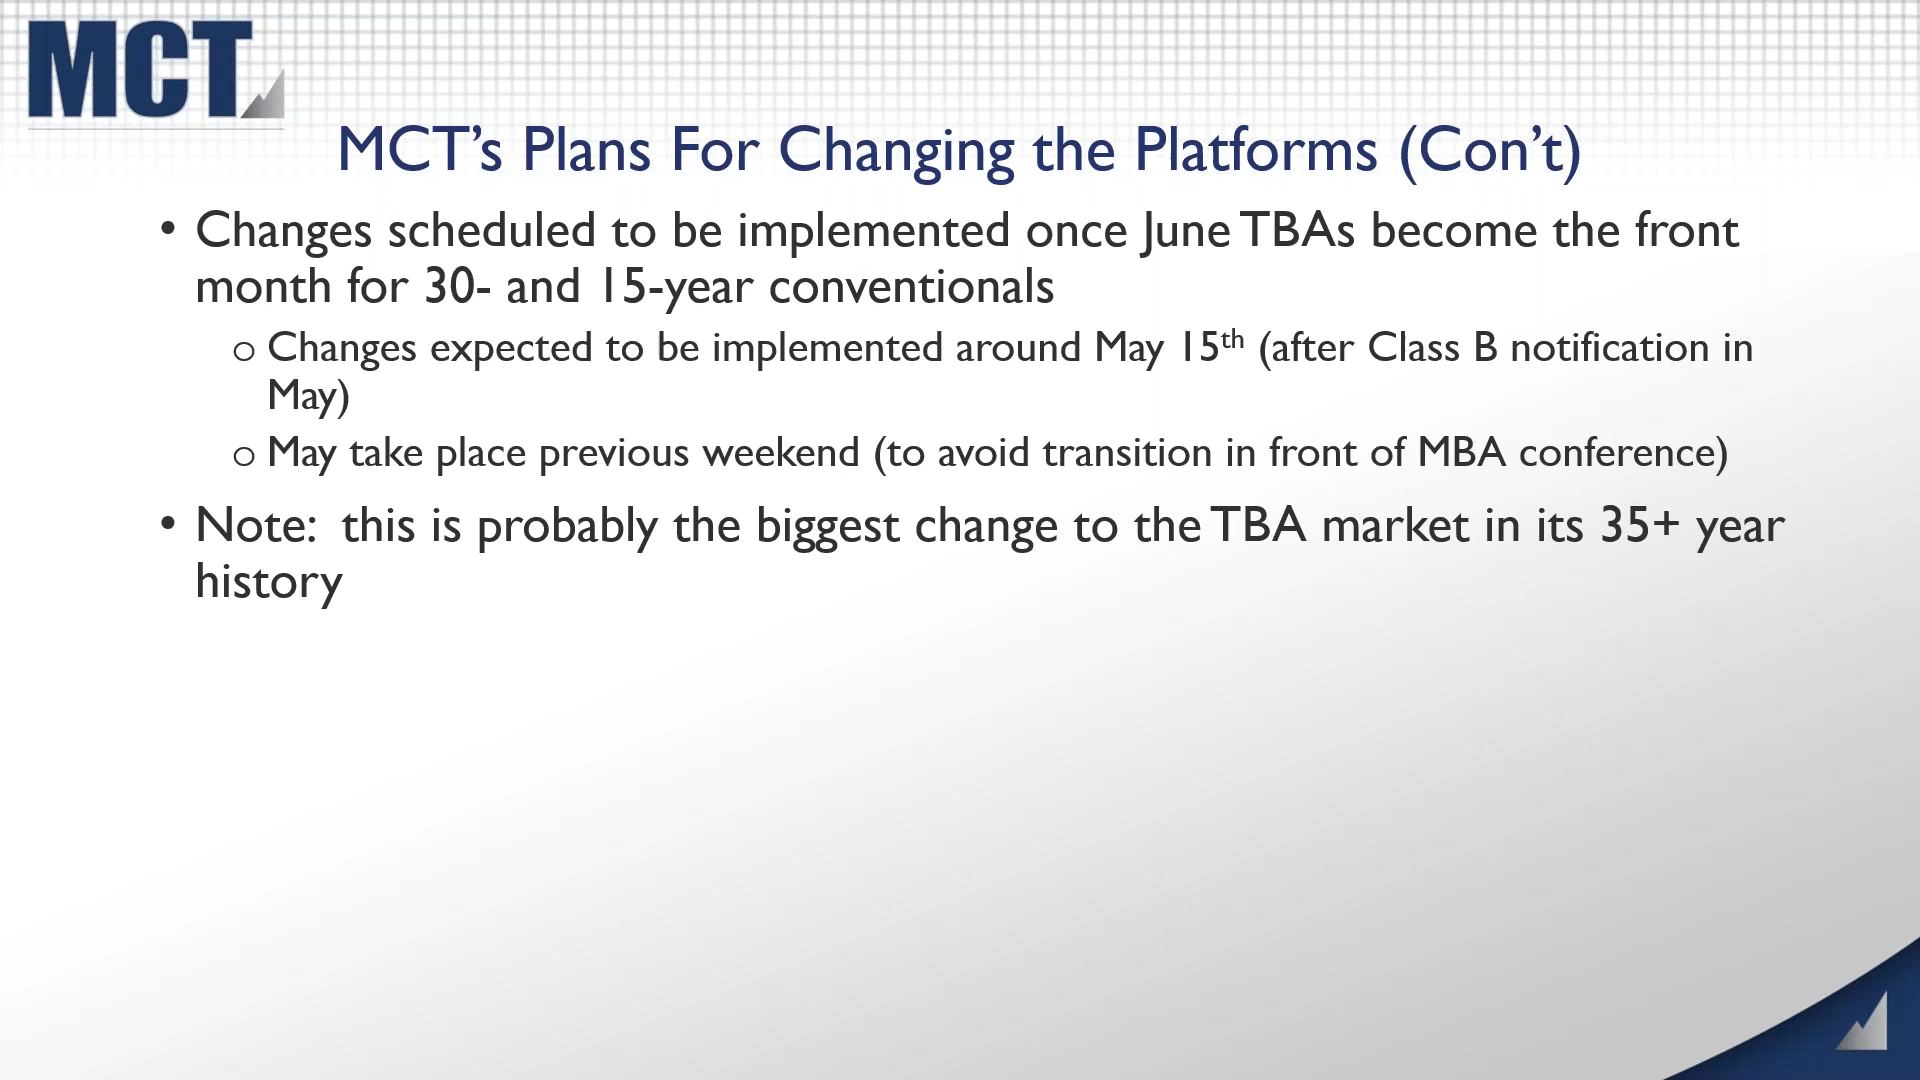 MCT
MCT’s Plans For Changing the Platforms (Con’t)
• Changes scheduled to be implemented once June TBAs become the front
month for 30- and 15-year conventionals
o Changes expected to be implemented around May 15th (after Class B notification in
May)
o May take place previous weekend (to avoid transition in front of MBA conference)
• Note:  this is probably the biggest change to the TBA market in its 35+ year
history